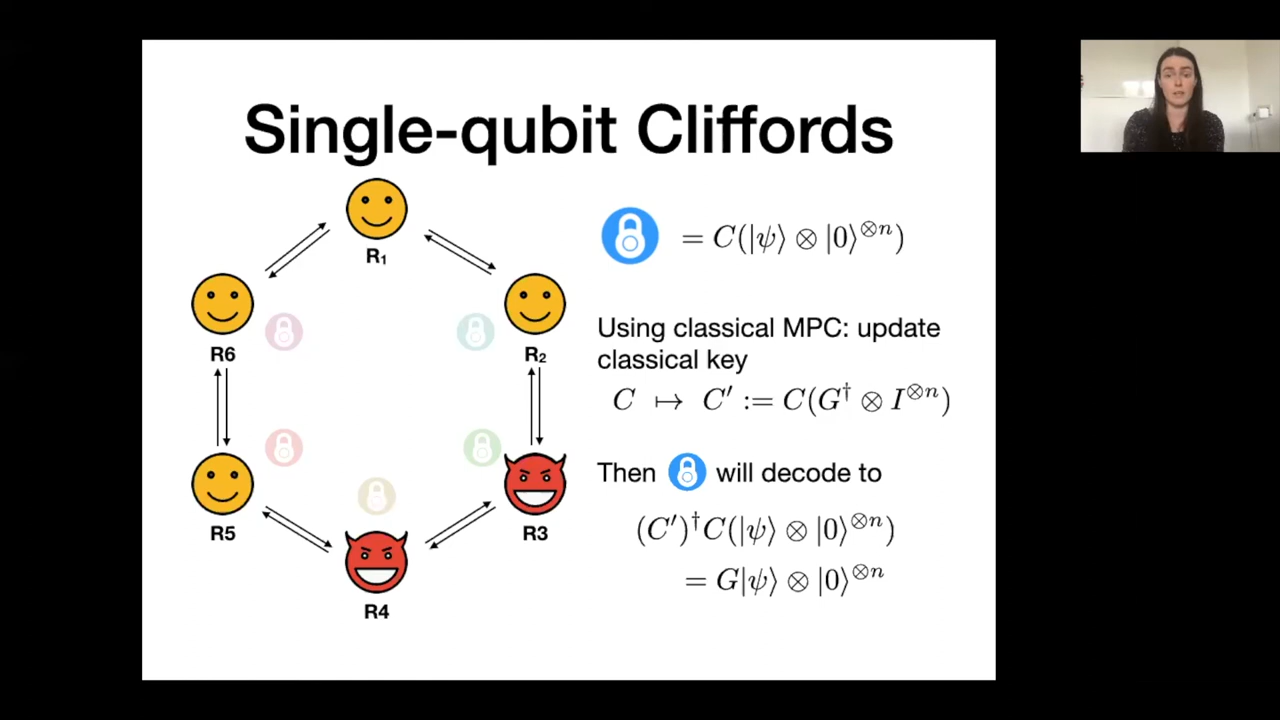 Single-qubit Cliffords
R₁
R6
R₂
R5
R3
R4
= C(|ψ⟩ ⊗ |0⟩^{⊗n})
Using classical MPC: update
classical key
C ↦ C′ := C(G† ⊗ I^{⊗n})
Then will decode to
(C′)†C(|ψ⟩ ⊗ |0⟩^{⊗n})
= G|ψ⟩ ⊗ |0⟩^{⊗n}